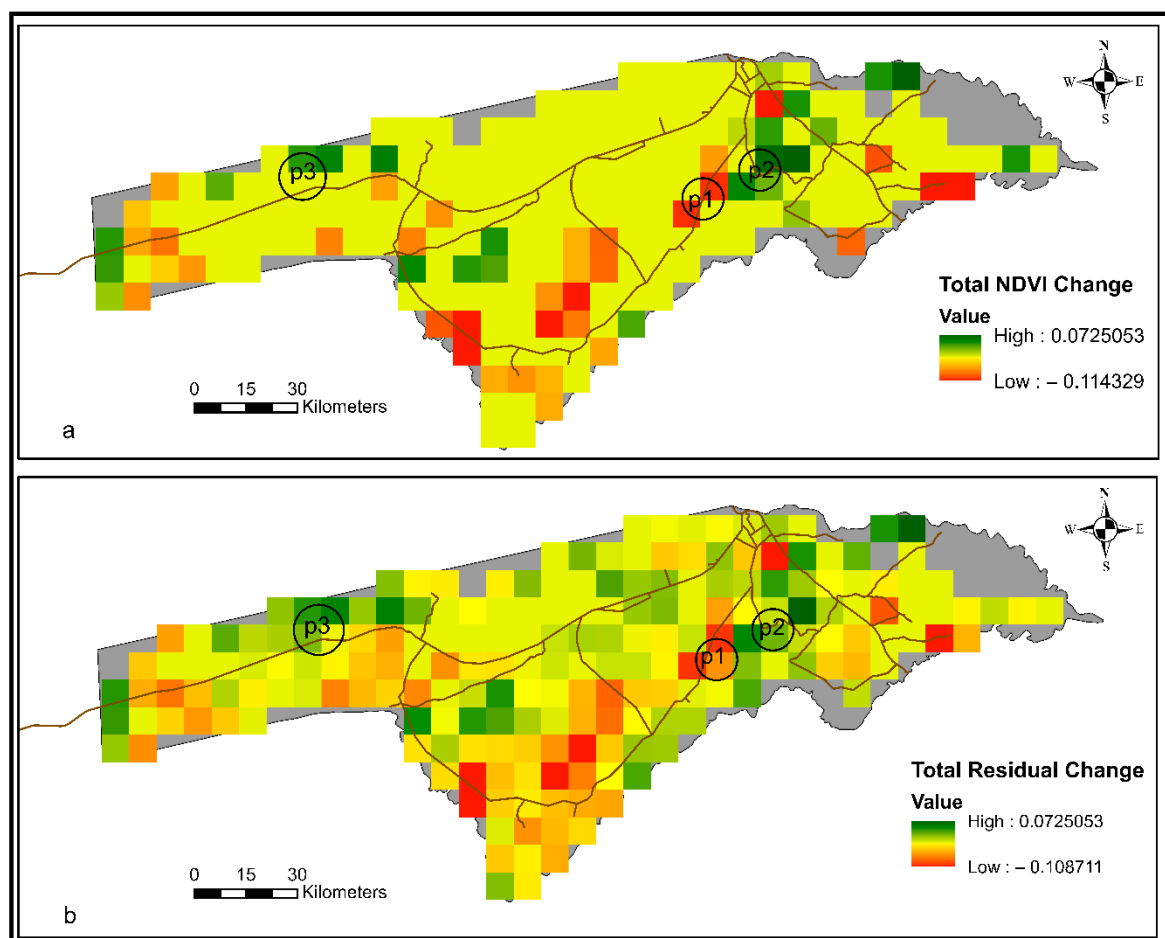 N
W E
S
p3
p2
p1
Total NDVI Change
Value
High : 0.0725053
Low : – 0.114329
0 15 30
Kilometers
a
N
W E
S
p3
p2
p1
Total Residual Change
Value
High : 0.0725053
Low : – 0.108711
0 15 30
Kilometers
b